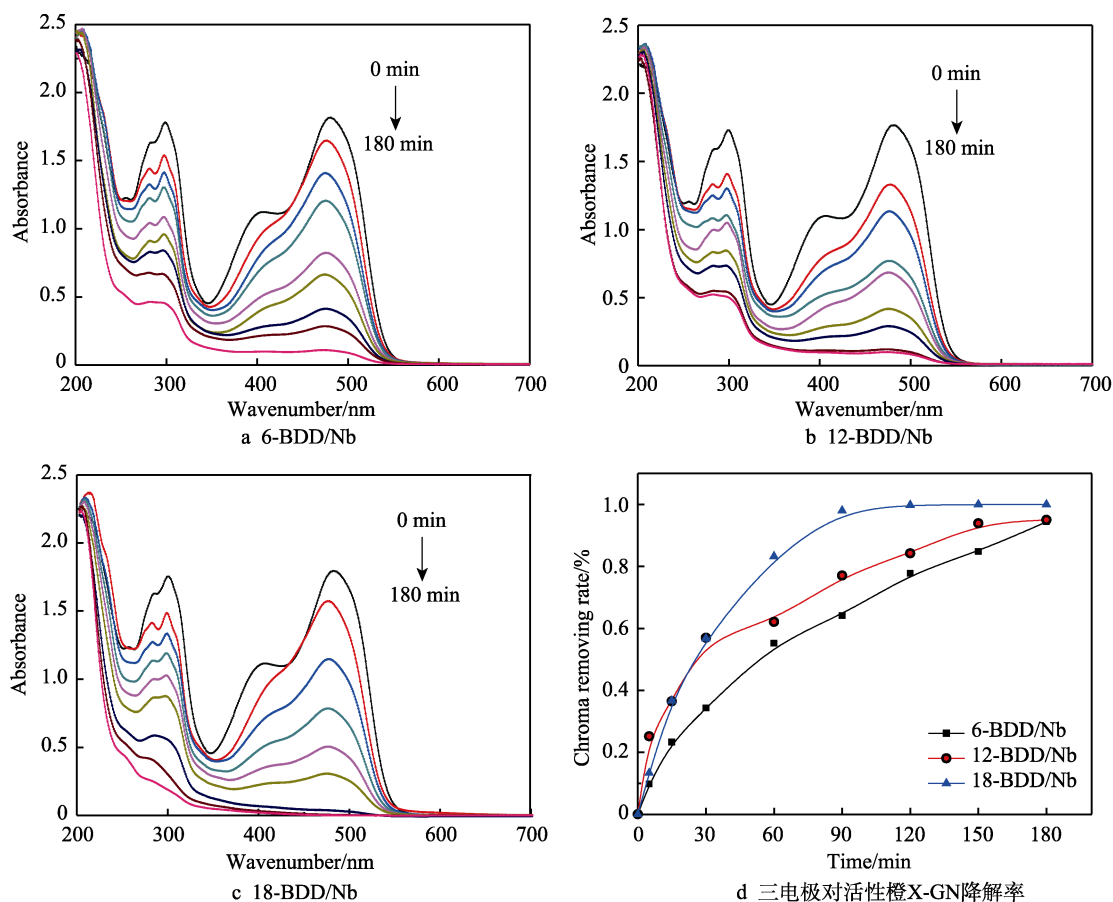 2.5
2.0
1.5
1.0
0.5
0
Absorbance
0 min
180 min
200 300 400 500 600 700
Wavenumber/nm
a 6-BDD/Nb
2.5
2.0
1.5
1.0
0.5
0
Absorbance
0 min
180 min
200 300 400 500 600 700
Wavenumber/nm
b 12-BDD/Nb
2.5
2.0
1.5
1.0
0.5
0
Absorbance
0 min
180 min
200 300 400 500 600 700
Wavenumber/nm
c 18-BDD/Nb
1.0
0.8
0.6
0.4
0.2
0
Chroma removing rate/%
6-BDD/Nb
12-BDD/Nb
18-BDD/Nb
0 30 60 90 120 150 180
Time/min
d 三电极对活性橙X-GN降解率